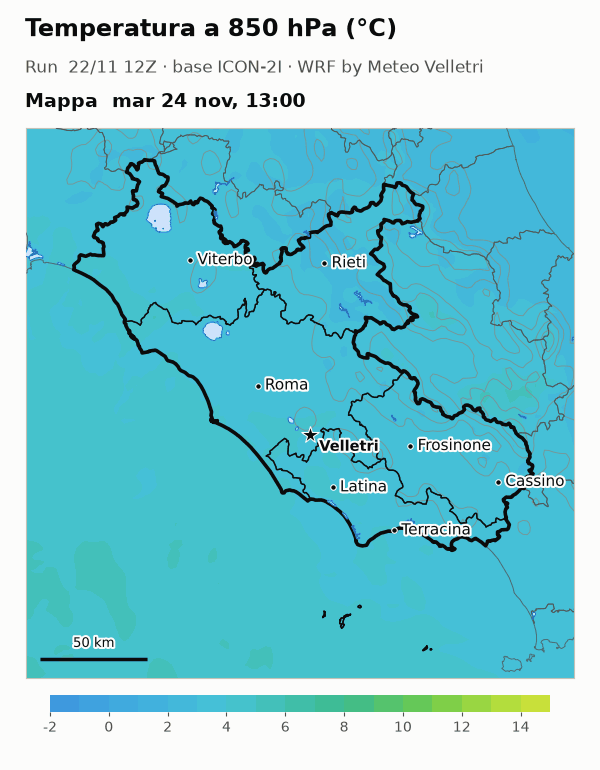 Temperatura a 850 hPa (°C)
Run 22/11 12Z · base ICON-2I · WRF by Meteo Velletri
Mappa mar 24 nov, 13:00
Viterbo
Rieti
Roma
Velletri
Frosinone
Latina
Cassino
Terracina
50 km
-2 0 2 4 6 8 10 12 14